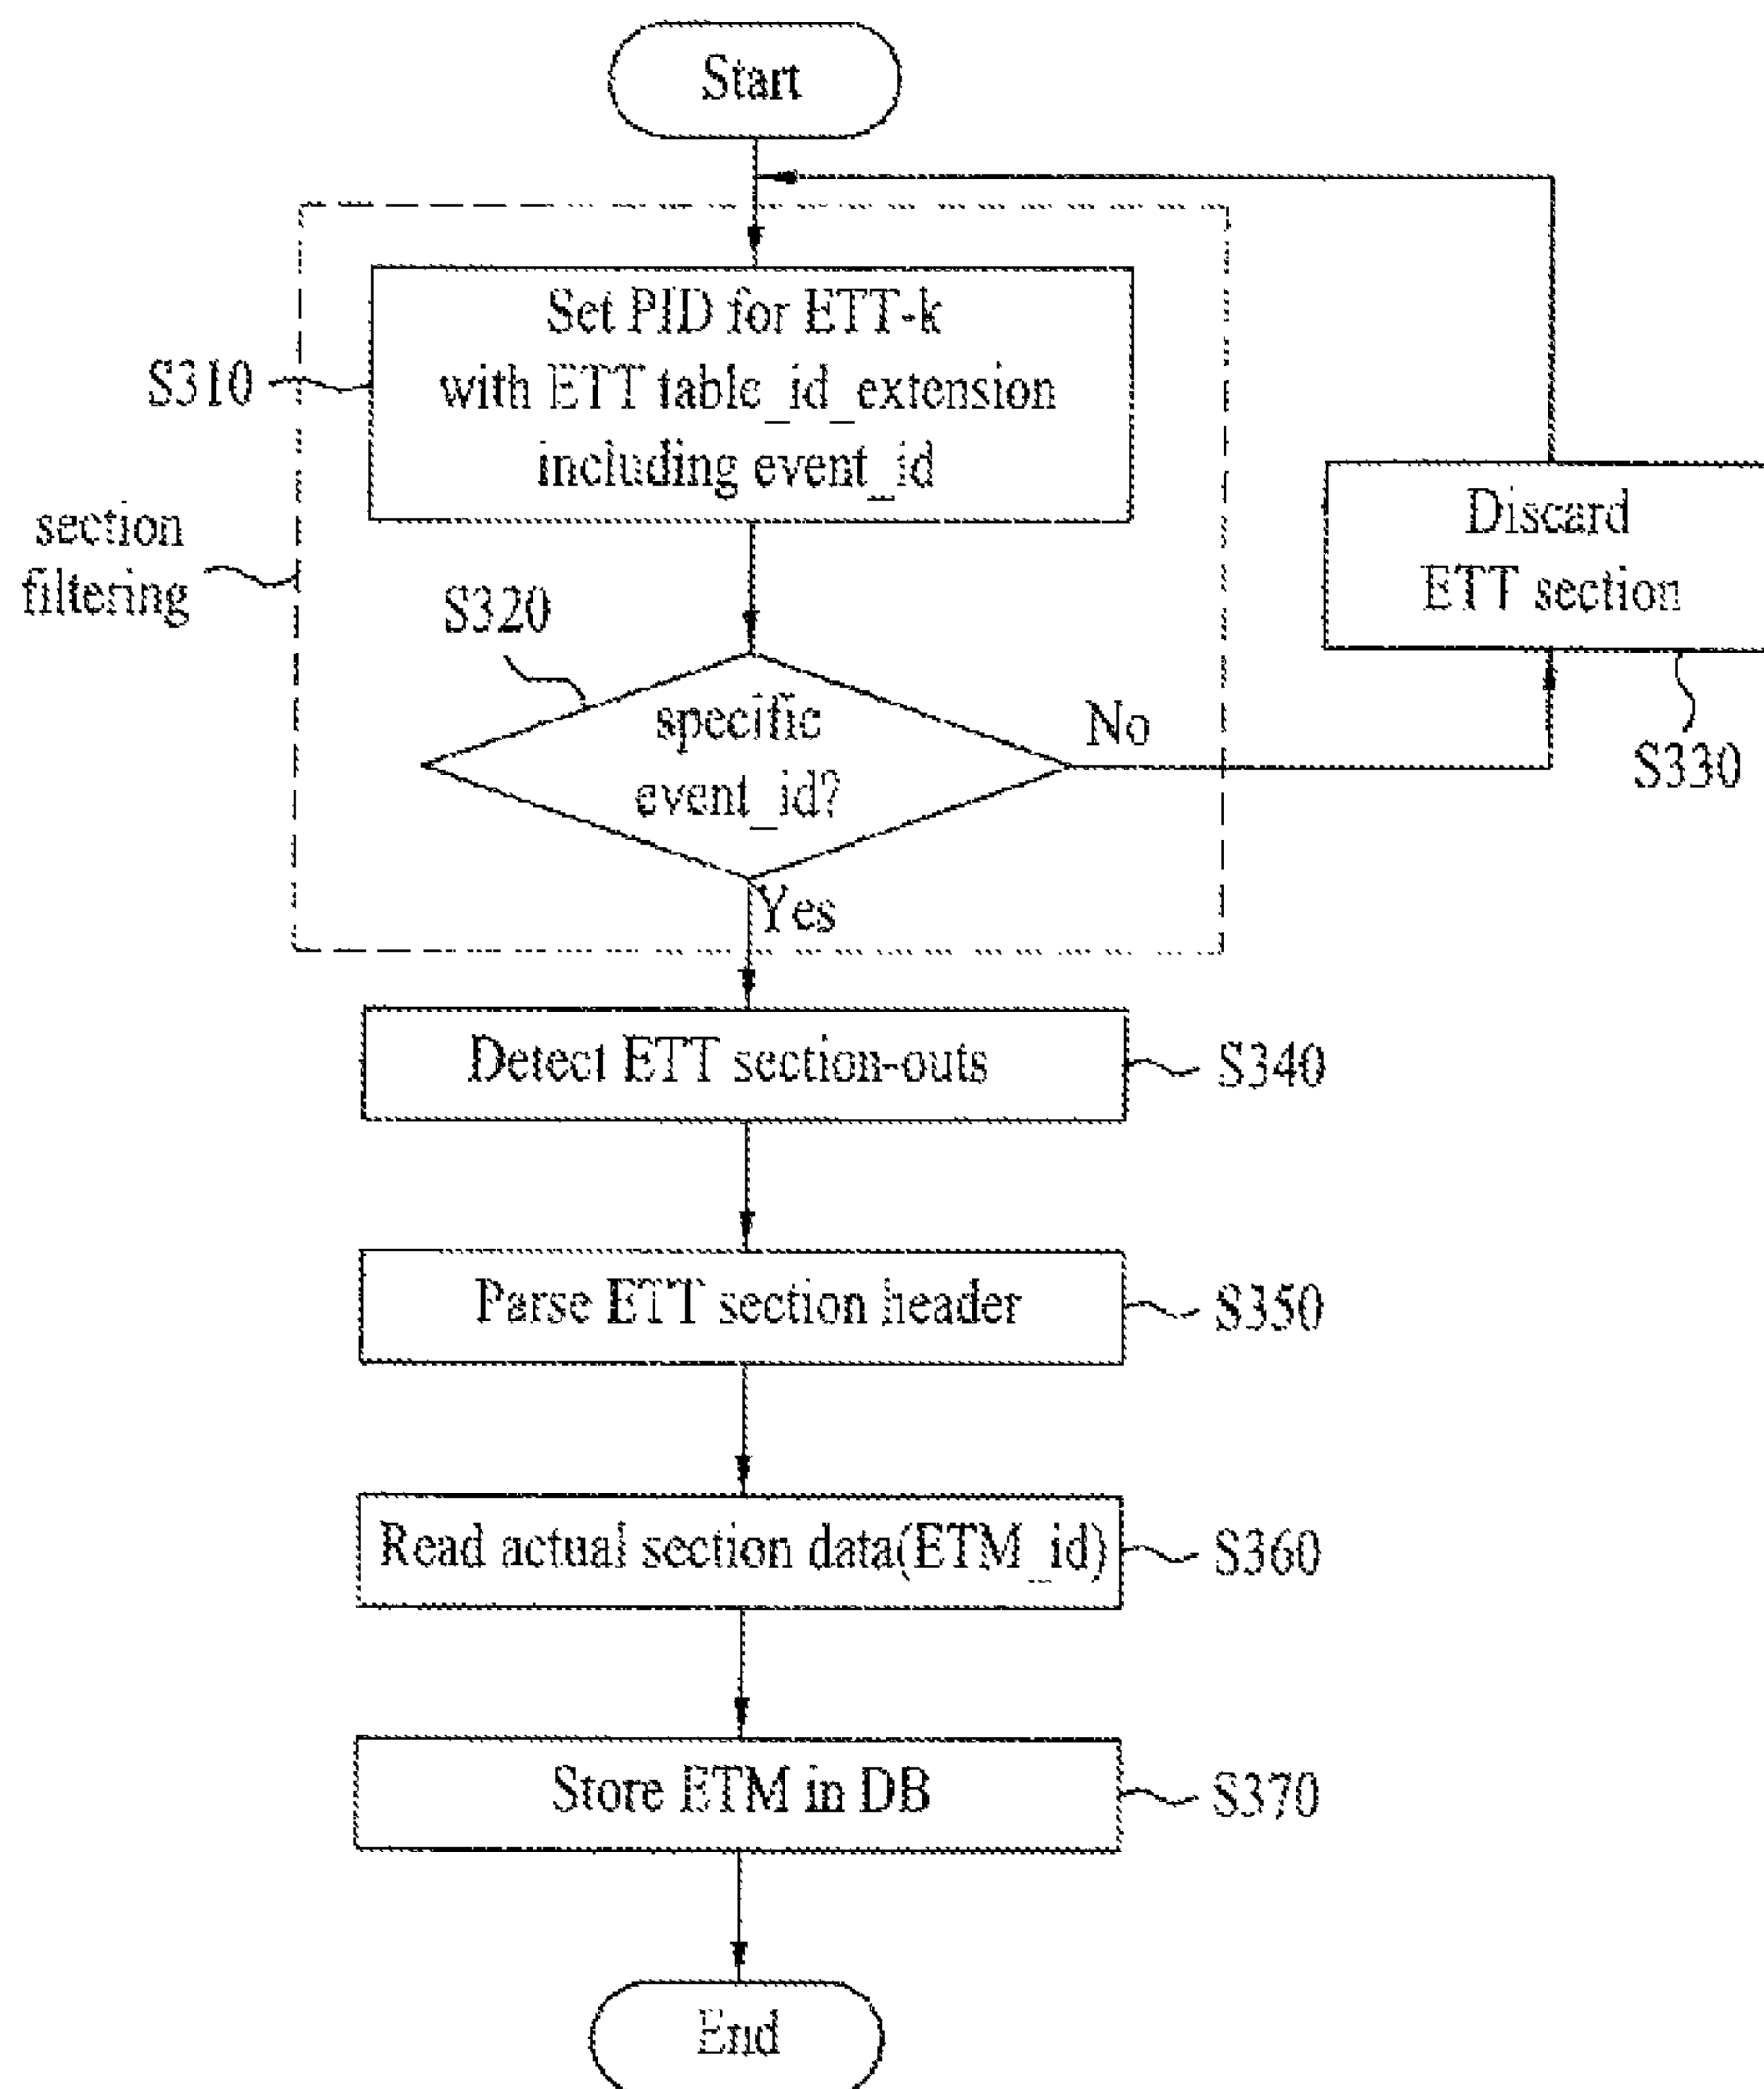 Start
Set PID for ETT-k
with ETT table_id_extension
including event_id
S310
section
filtering
S320
specific
event_id?
No
Yes
Discard
ETT section
S330
Detect ETT section-outs
S340
Parse ETT section header
S350
Read actual section data(ETM_id)
S360
Store ETM in DB
S370
End